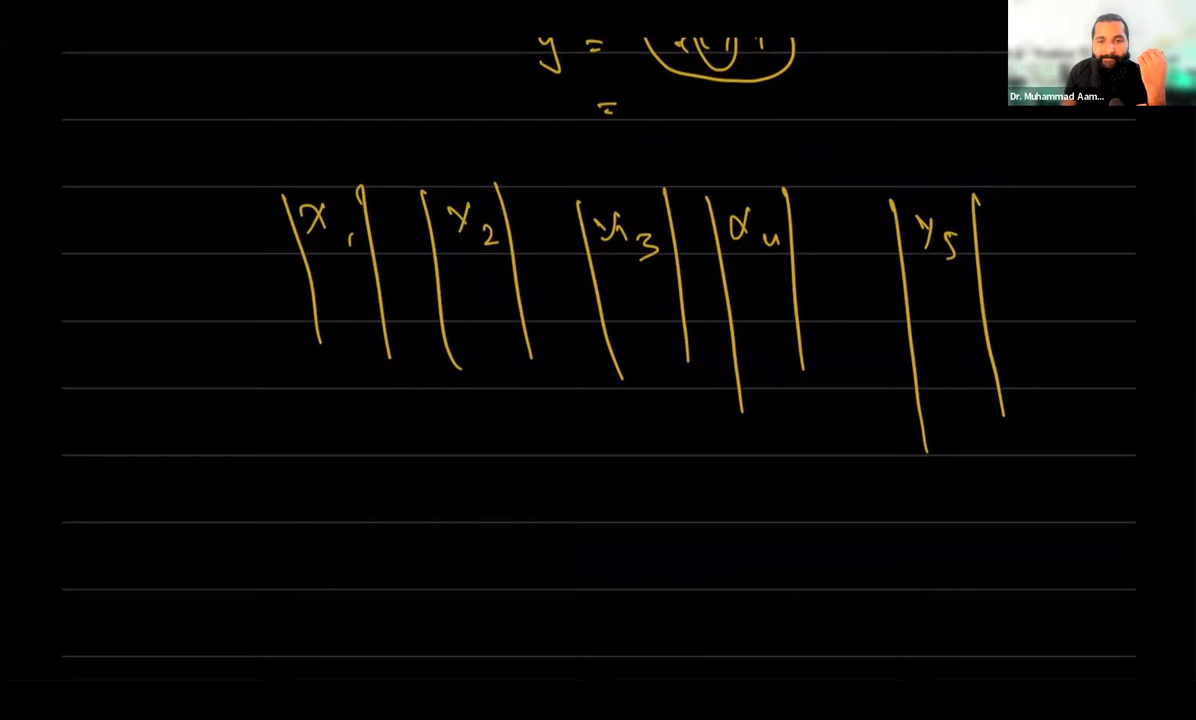 Dr. Muhammad Aam...
y =
=
x₁ x₂ x₃ x₄ x₅